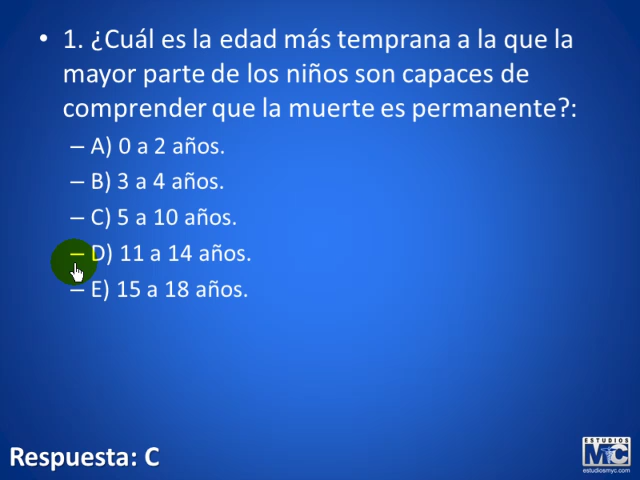 • 1. ¿Cuál es la edad más temprana a la que la
mayor parte de los niños son capaces de
comprender que la muerte es permanente?:
– A) 0 a 2 años.
– B) 3 a 4 años.
– C) 5 a 10 años.
– D) 11 a 14 años.
– E) 15 a 18 años.
Respuesta: C
ESTUDIOS
MYC
estudiosmyc.com